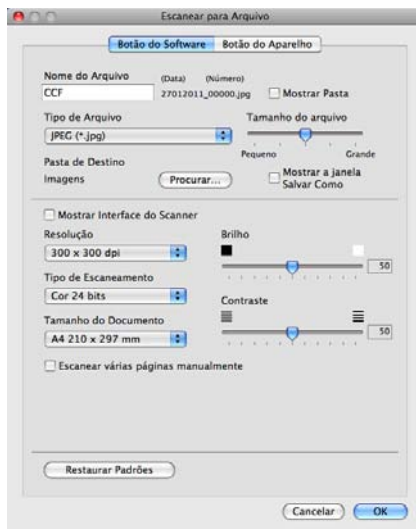 Escanear para Arquivo
Botão do Software Botão do Aparelho
Nome do Arquivo (Data) (Número)
CCF 27012011_00000.jpg Mostrar Pasta
Tipo de Arquivo Tamanho do arquivo
JPEG (*.jpg)
Pequeno Grande
Pasta de Destino
Imagens Procurar... Mostrar a janela
Salvar Como
Mostrar Interface do Scanner
Resolução Brilho
300 x 300 dpi
50
Tipo de Escaneamento
Cor 24 bits
Contraste
Tamanho do Documento
A4 210 x 297 mm 50
Escanear várias páginas manualmente
Restaurar Padrões
Cancelar OK